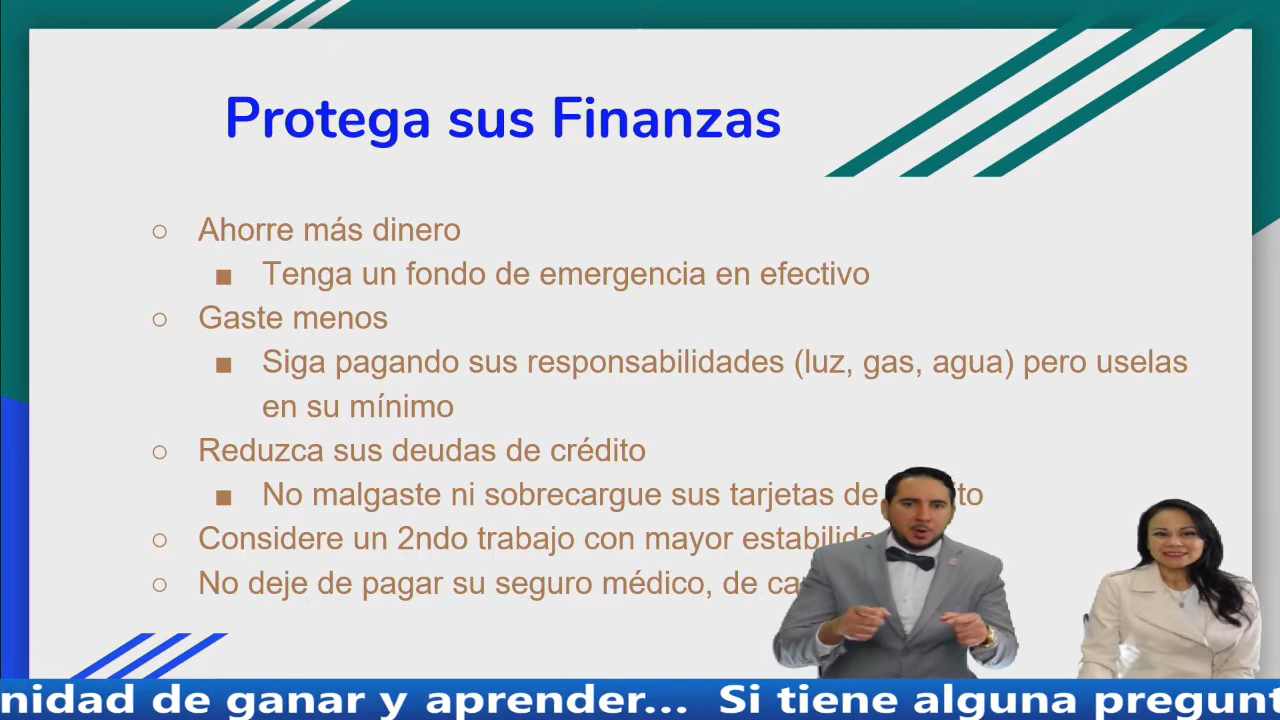 Protega sus Finanzas
○ Ahorre más dinero
■ Tenga un fondo de emergencia en efectivo
○ Gaste menos
■ Siga pagando sus responsabilidades (luz, gas, agua) pero uselas
en su mínimo
○ Reduzca sus deudas de crédito
■ No malgaste ni sobrecargue sus tarjetas de
○ Considere un 2ndo trabajo con mayor
○ No deje de pagar su seguro médico, de
de ganar y aprender... Si tiene alguna